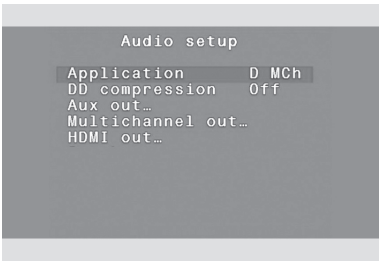 Audio setup
Application D MCh
DD compression Off
Aux out…
Multichannel out…
HDMI out…